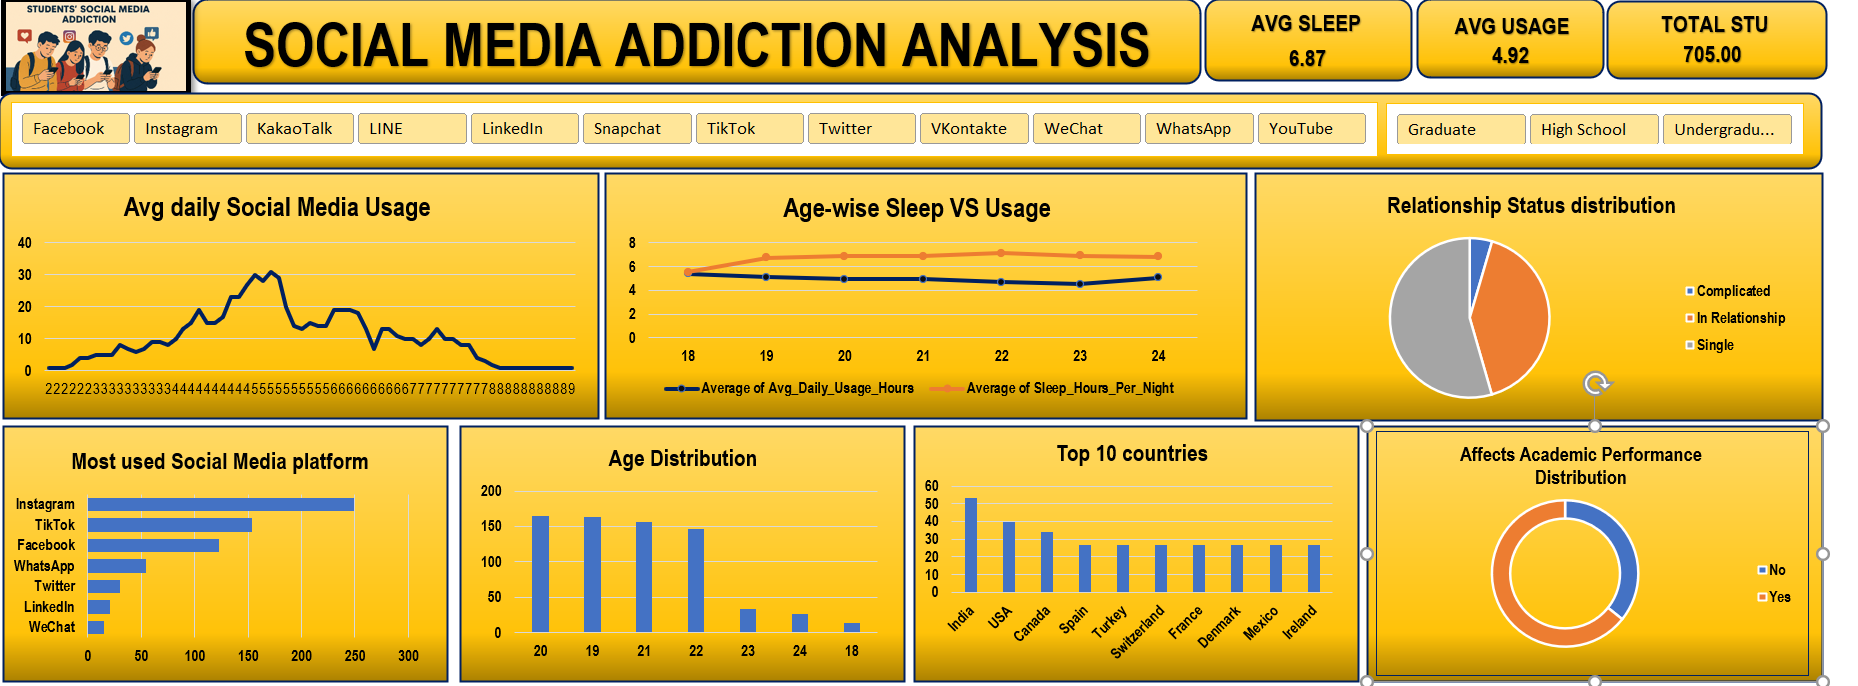 STUDENTS' SOCIAL MEDIA
ADDICTION
SOCIAL MEDIA ADDICTION ANALYSIS
AVG SLEEP
6.87
AVG USAGE
4.92
TOTAL STU
705.00
Facebook Instagram KakaoTalk LINE LinkedIn Snapchat TikTok Twitter VKontakte WeChat WhatsApp YouTube
Graduate High School Undergradu...
Avg daily Social Media Usage
40
30
20
10
0
Age-wise Sleep VS Usage
8
6
4
2
0
18 19 20 21 22 23 24
Average of Avg_Daily_Usage_Hours Average of Sleep_Hours_Per_Night
Relationship Status distribution
Complicated
In Relationship
Single
Most used Social Media platform
Instagram
TikTok
Facebook
WhatsApp
Twitter
LinkedIn
WeChat
0 50 100 150 200 250 300
Age Distribution
200
150
100
50
0
20 19 21 22 23 24 18
Top 10 countries
60
50
40
30
20
10
0
India USA Canada Spain Turkey Switzerland France Denmark Mexico Ireland
Affects Academic Performance
Distribution
No
Yes